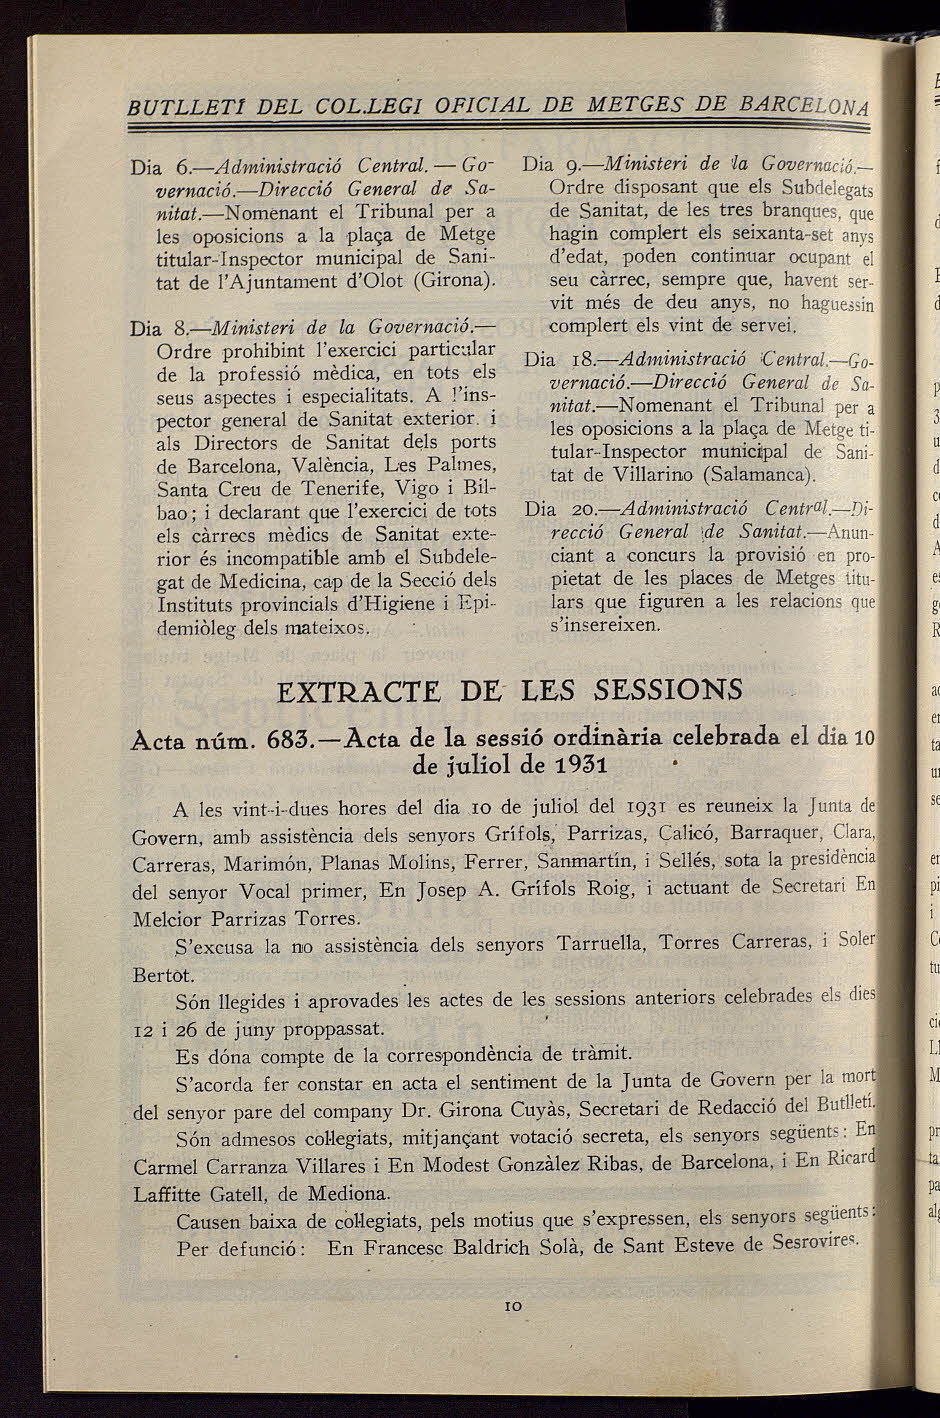 BUTLLETÍ DEL COL.LEGI OFICIAL DE METGES DE BARCELONA
Dia 6.—Administració Central. — Go-
vernació.—Direcció General de Sa-
nitat.—Nomenant el Tribunal per a
les oposicions a la plaça de Metge
titular-Inspector municipal de Sani-
tat de l'Ajuntament d'Olot (Girona).
Dia 8.—Ministeri de la Governació.—
Ordre prohibint l'exercici particular
de la professió mèdica, en tots els
seus aspectes i especialitats. A l'ins-
pector general de Sanitat exterior. i
als Directors de Sanitat dels ports
de Barcelona, València, Les Palmes,
Santa Creu de Tenerife, Vigo i Bil-
bao; i declarant que l'exercici de tots
els càrrecs mèdics de Sanitat exte-
rior és incompatible amb el Subdele-
gat de Medicina, cap de la Secció dels
Instituts provincials d'Higiene i Epi-
demiòleg dels mateixos.
Dia 9.—Ministeri de la Governació.—
Ordre disposant que els Subdelegats
de Sanitat, de les tres branques, que
hagin complert els seixanta-set anys
d'edat, poden continuar ocupant el
seu càrrec, sempre que, havent ser-
vit més de deu anys, no haguessin
complert els vint de servei.
Dia 18.—Administració Central.—Go-
vernació.—Direcció General de Sa-
nitat.—Nomenant el Tribunal per a
les oposicions a la plaça de Metge ti-
tular-Inspector municipal de Sani-
tat de Villarino (Salamanca).
Dia 20.—Administració Central.—Di-
recció General de Sanitat.—Anun-
ciant a concurs la provisió en pro-
pietat de les places de Metges titu-
lars que figuren a les relacions que
s'insereixen.
EXTRACTE DE LES SESSIONS
Acta núm. 683.—Acta de la sessió ordinària celebrada el dia 10
de juliol de 1931
A les vint-i-dues hores del dia 10 de juliol del 1931 es reuneix la Junta de
Govern, amb assistència dels senyors Grífols, Parrizas, Calicó, Barraquer, Clara,
Carreras, Marimón, Planas Molins, Ferrer, Sanmartín, i Sellés, sota la presidència
del senyor Vocal primer, En Josep A. Grífols Roig, i actuant de Secretari En
Melcior Parrizas Torres.
S'excusa la no assistència dels senyors Tarruella, Torres Carreras, i Soler
Bertot.
Són llegides i aprovades les actes de les sessions anteriors celebrades els dies
12 i 26 de juny proppassat.
Es dóna compte de la correspondència de tràmit.
S'acorda fer constar en acta el sentiment de la Junta de Govern per la mort
del senyor pare del company Dr. Girona Cuyàs, Secretari de Redacció del Butlletí.
Són admesos col·legiats, mitjançant votació secreta, els senyors següents: En
Carmel Carranza Villares i En Modest Gonzàlez Ribas, de Barcelona, i En Ricard
Laffitte Gatell, de Mediona.
Causen baixa de col·legiats, pels motius que s'expressen, els senyors següents:
Per defunció: En Francesc Baldrich Solà, de Sant Esteve de Sesrovires.
10